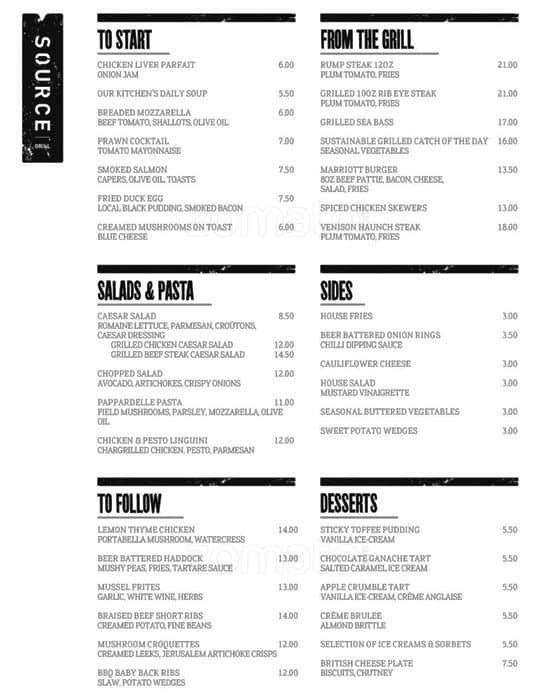 SOURCE
GRILL
TO START
CHICKEN LIVER PARFAIT 6.00
ONION JAM
OUR KITCHEN'S DAILY SOUP 5.50
BREADED MOZZARELLA 6.00
BEEF TOMATO, SHALLOTS, OLIVE OIL
PRAWN COCKTAIL 7.00
TOMATO MAYONNAISE
SMOKED SALMON 7.50
CAPERS, OLIVE OIL, TOASTS
FRIED DUCK EGG 7.50
LOCAL BLACK PUDDING, SMOKED BACON
CREAMED MUSHROOMS ON TOAST 6.00
BLUE CHEESE
FROM THE GRILL
RUMP STEAK 12OZ 21.00
PLUM TOMATO, FRIES
GRILLED 10OZ RIB EYE STEAK 21.00
PLUM TOMATO, FRIES
GRILLED SEA BASS 17.00
SUSTAINABLE GRILLED CATCH OF THE DAY 16.00
SEASONAL VEGETABLES
MARRIOTT BURGER 13.50
8OZ BEEF PATTIE, BACON, CHEESE,
SALAD, FRIES
SPICED CHICKEN SKEWERS 13.00
VENISON HAUNCH STEAK 18.00
PLUM TOMATO, FRIES
zomato
SALADS & PASTA
CAESAR SALAD 8.50
ROMAINE LETTUCE, PARMESAN, CROÛTONS,
CAESAR DRESSING
GRILLED CHICKEN CAESAR SALAD 12.00
GRILLED BEEF STEAK CAESAR SALAD 14.50
CHOPPED SALAD 12.00
AVOCADO, ARTICHOKES, CRISPY ONIONS
PAPPARDELLE PASTA 11.00
FIELD MUSHROOMS, PARSLEY, MOZZARELLA, OLIVE
OIL
CHICKEN & PESTO LINGUINI 12.00
CHARGRILLED CHICKEN, PESTO, PARMESAN
SIDES
HOUSE FRIES 3.00
BEER BATTERED ONION RINGS 3.50
CHILLI DIPPING SAUCE
CAULIFLOWER CHEESE 3.00
HOUSE SALAD 3.00
MUSTARD VINAIGRETTE
SEASONAL BUTTERED VEGETABLES 3.00
SWEET POTATO WEDGES 3.00
TO FOLLOW
LEMON THYME CHICKEN 14.00
PORTABELLA MUSHROOM, WATERCRESS
BEER BATTERED HADDOCK 13.00
MUSHY PEAS, FRIES, TARTARE SAUCE
MUSSEL FRITES 13.00
GARLIC, WHITE WINE, HERBS
BRAISED BEEF SHORT RIBS 14.00
CREAMED POTATO, FINE BEANS
MUSHROOM CROQUETTES 12.00
CREAMED LEEKS, JERUSALEM ARTICHOKE CRISPS
BBQ BABY BACK RIBS 12.00
SLAW, POTATO WEDGES
DESSERTS
STICKY TOFFEE PUDDING 5.50
VANILLA ICE-CREAM
CHOCOLATE GANACHE TART 5.50
SALTED CARAMEL ICE CREAM
APPLE CRUMBLE TART 5.50
VANILLA ICE-CREAM, CRÈME ANGLAISE
CRÈME BRULEE 5.50
ALMOND BRITTLE
SELECTION OF ICE CREAMS & SORBETS 5.50
BRITISH CHEESE PLATE 7.50
BISCUITS, CHUTNEY
zomato